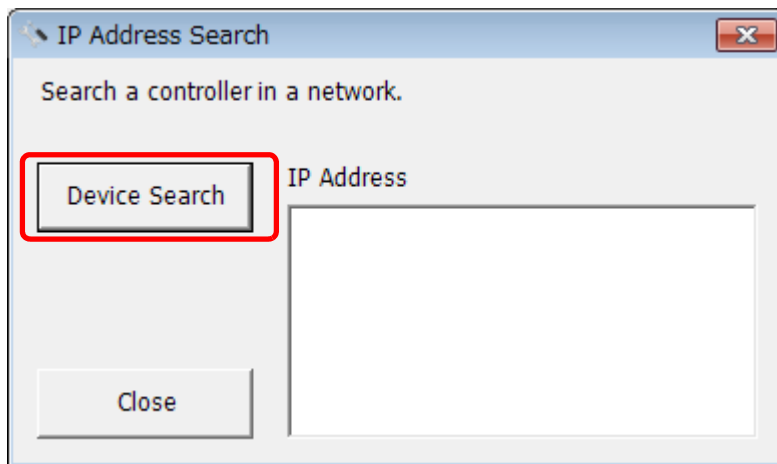 IP Address Search
Search a controller in a network.
Device Search
IP Address
Close